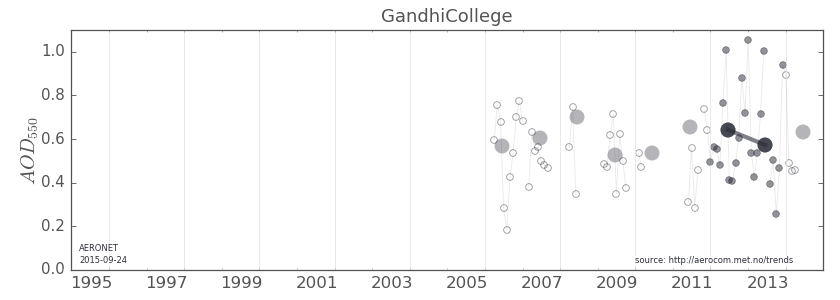 GandhiCollege
1.0
0.8
0.6
0.4
0.2
0.0
AOD550
AERONET
2015-09-24
source: http://aerocom.met.no/trends
1995 1997 1999 2001 2003 2005 2007 2009 2011 2013